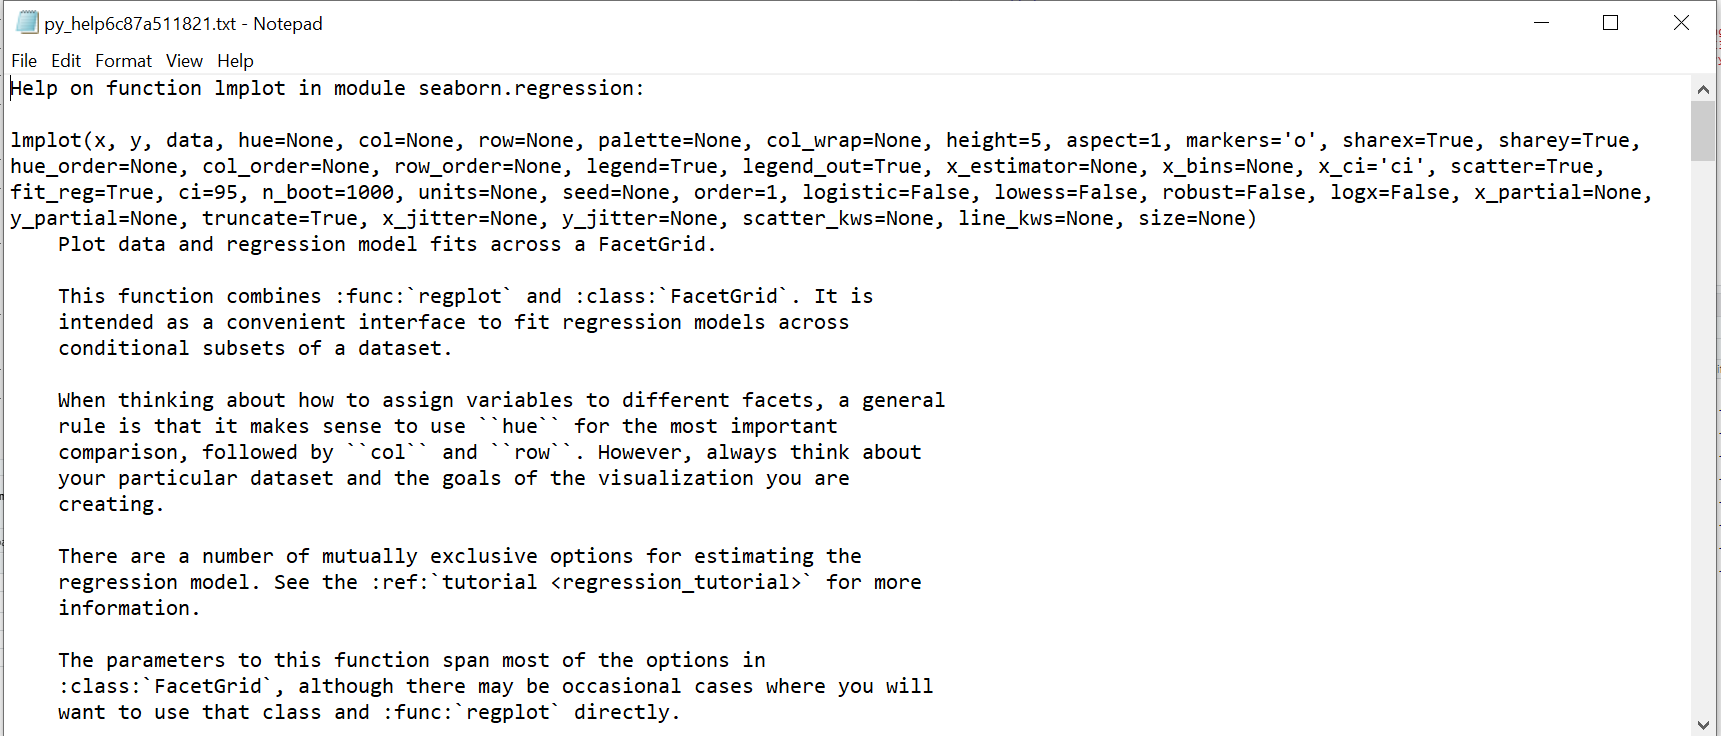 py_help6c87a511821.txt - Notepad
File Edit Format View Help
Help on function lmplot in module seaborn.regression:
lmplot(x, y, data, hue=None, col=None, row=None, palette=None, col_wrap=None, height=5, aspect=1, markers='o', sharex=True, sharey=True,
hue_order=None, col_order=None, row_order=None, legend=True, legend_out=True, x_estimator=None, x_bins=None, x_ci='ci', scatter=True,
fit_reg=True, ci=95, n_boot=1000, units=None, seed=None, order=1, logistic=False, lowess=False, robust=False, logx=False, x_partial=None,
y_partial=None, truncate=True, x_jitter=None, y_jitter=None, scatter_kws=None, line_kws=None, size=None)
Plot data and regression model fits across a FacetGrid.
This function combines :func:`regplot` and :class:`FacetGrid`. It is
intended as a convenient interface to fit regression models across
conditional subsets of a dataset.
When thinking about how to assign variables to different facets, a general
rule is that it makes sense to use ``hue`` for the most important
comparison, followed by ``col`` and ``row``. However, always think about
your particular dataset and the goals of the visualization you are
creating.
There are a number of mutually exclusive options for estimating the
regression model. See the :ref:`tutorial <regression_tutorial>` for more
information.
The parameters to this function span most of the options in
:class:`FacetGrid`, although there may be occasional cases where you will
want to use that class and :func:`regplot` directly.